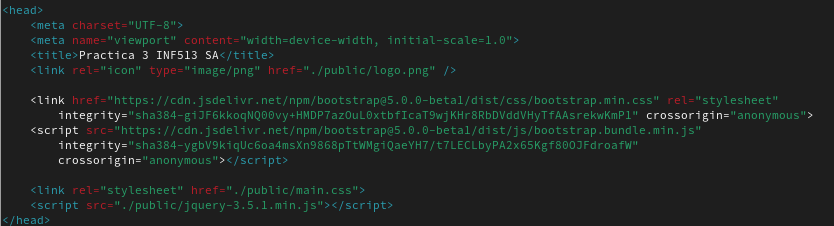 <head>
<meta charset="UTF-8">
<meta name="viewport" content="width=device-width, initial-scale=1.0">
<title>Practica 3 INF513 SA</title>
<link rel="icon" type="image/png" href="./public/logo.png" />
<link href="https://cdn.jsdelivr.net/npm/bootstrap@5.0.0-beta1/dist/css/bootstrap.min.css" rel="stylesheet"
integrity="sha384-giJF6kkoqNQ00vy+HMDP7azOuL0xtbfIcaT9wjKHr8RbDVddVHyTfAAsrekwKmP1" crossorigin="anonymous">
<script src="https://cdn.jsdelivr.net/npm/bootstrap@5.0.0-beta1/dist/js/bootstrap.bundle.min.js"
integrity="sha384-ygbV9kiqUc6oa4msXn9868pTtWMgiQaeYH7/t7LECLbyPA2x65Kgf80OJFdroafW"
crossorigin="anonymous"></script>
<link rel="stylesheet" href="./public/main.css">
<script src="./public/jquery-3.5.1.min.js"></script>
</head>